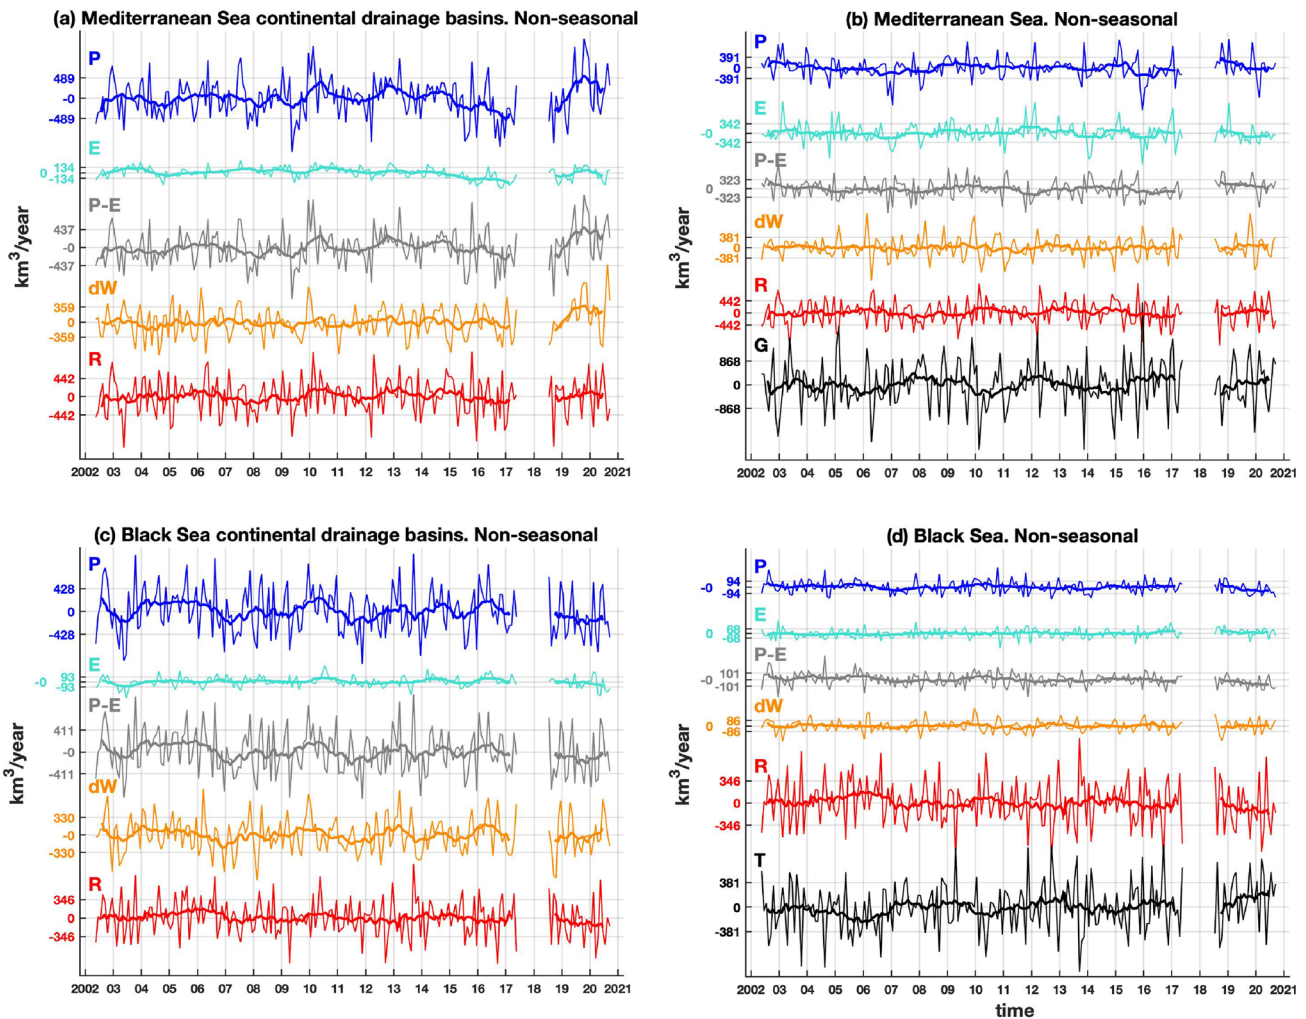 (a) Mediterranean Sea continental drainage basins. Non-seasonal
P
489
-0
-489
E
134
0
-134
P-E
437
-0
-437
dW
359
0
-359
R
442
0
-442
km³/year
2002 03 04 05 06 07 08 09 10 11 12 13 14 15 16 17 18 19 20 2021
(b) Mediterranean Sea. Non-seasonal
P
391
0
-391
E
342
-0
-342
P-E
323
0
-323
dW
381
0
-381
R
442
0
-442
G
868
0
-868
km³/year
2002 03 04 05 06 07 08 09 10 11 12 13 14 15 16 17 18 19 20 2021
(c) Black Sea continental drainage basins. Non-seasonal
P
428
0
-428
E
93
-0
-93
P-E
411
-0
-411
dW
330
-0
-330
R
346
0
-346
km³/year
2002 03 04 05 06 07 08 09 10 11 12 13 14 15 16 17 18 19 20 2021
(d) Black Sea. Non-seasonal
P
94
-0
-94
E
68
0
-68
P-E
101
-0
-101
dW
86
0
-86
R
346
0
-346
T
381
0
-381
km³/year
2002 03 04 05 06 07 08 09 10 11 12 13 14 15 16 17 18 19 20 2021
time